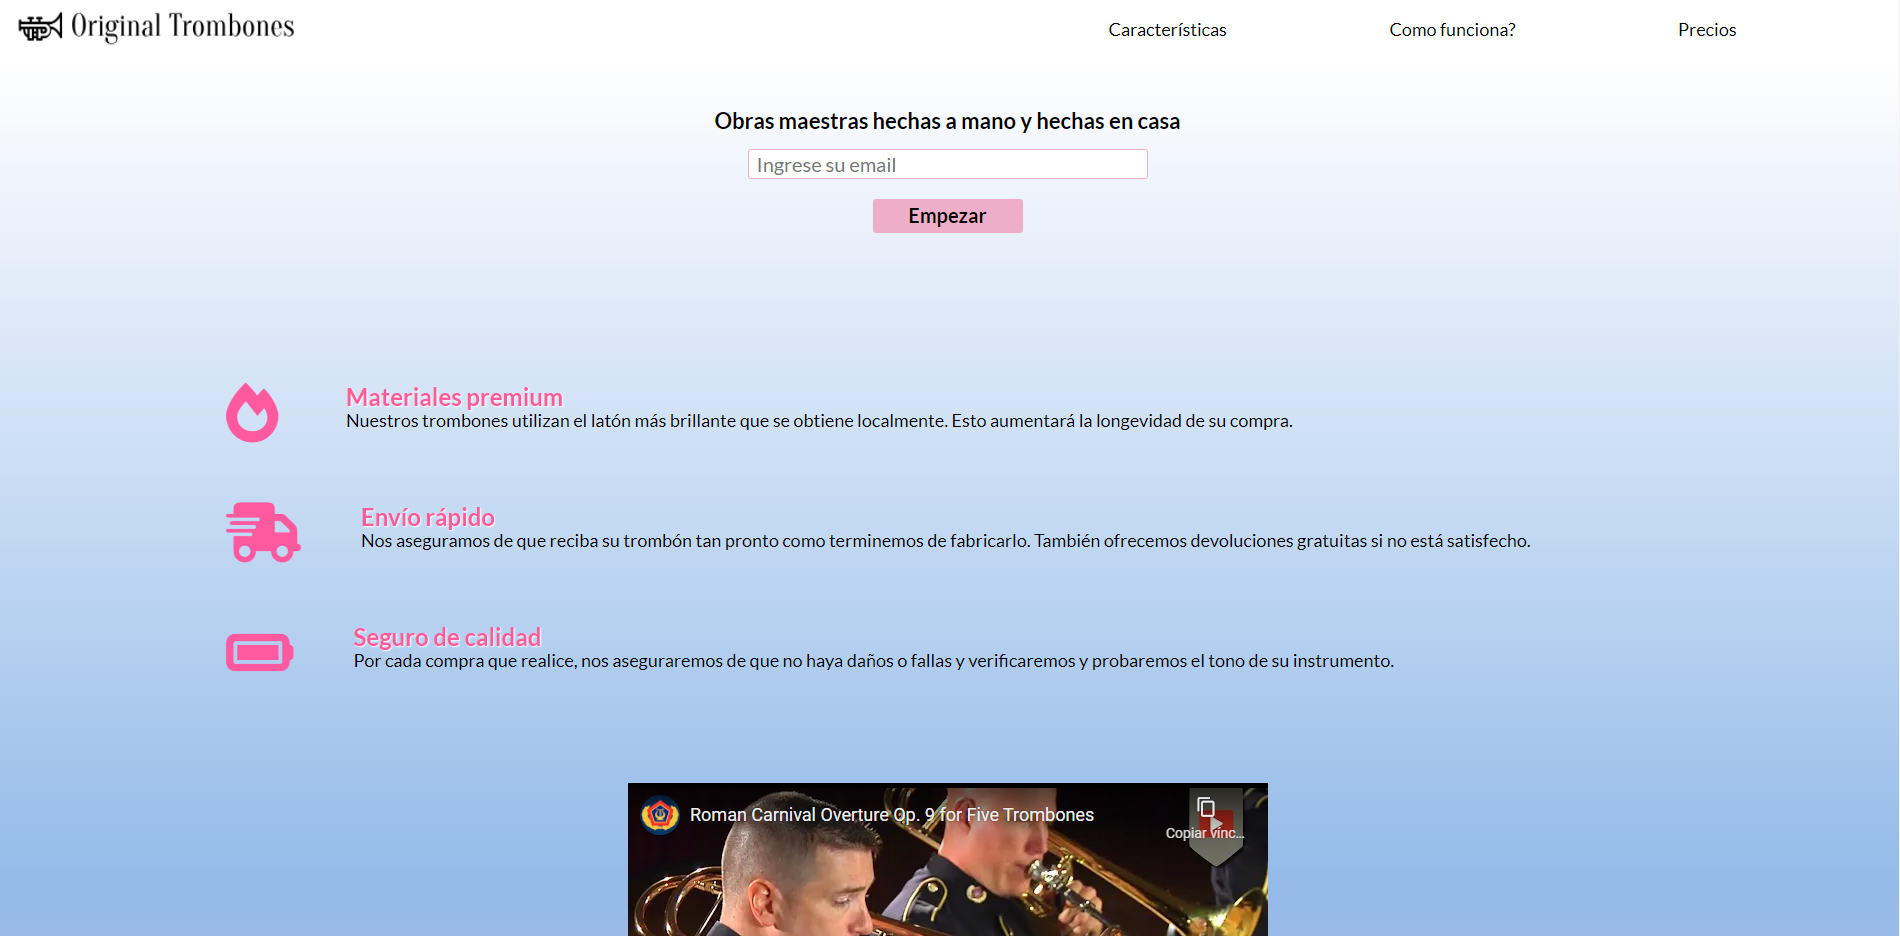 Original Trombones
Características
Como funciona?
Precios
Obras maestras hechas a mano y hechas en casa
Ingrese su email
Empezar
Materiales premium
Nuestros trombones utilizan el latón más brillante que se obtiene localmente. Esto aumentará la longevidad de su compra.
Envío rápido
Nos aseguramos de que reciba su trombón tan pronto como terminemos de fabricarlo. También ofrecemos devoluciones gratuitas si no está satisfecho.
Seguro de calidad
Por cada compra que realice, nos aseguraremos de que no haya daños o fallas y verificaremos y probaremos el tono de su instrumento.
Roman Carnival Overture Op. 9 for Five Trombones
Copiar vínc...